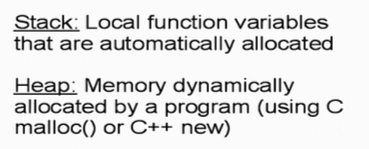 Stack: Local function variables
that are automatically allocated
Heap: Memory dynamically
allocated by a program (using C
malloc() or C++ new)